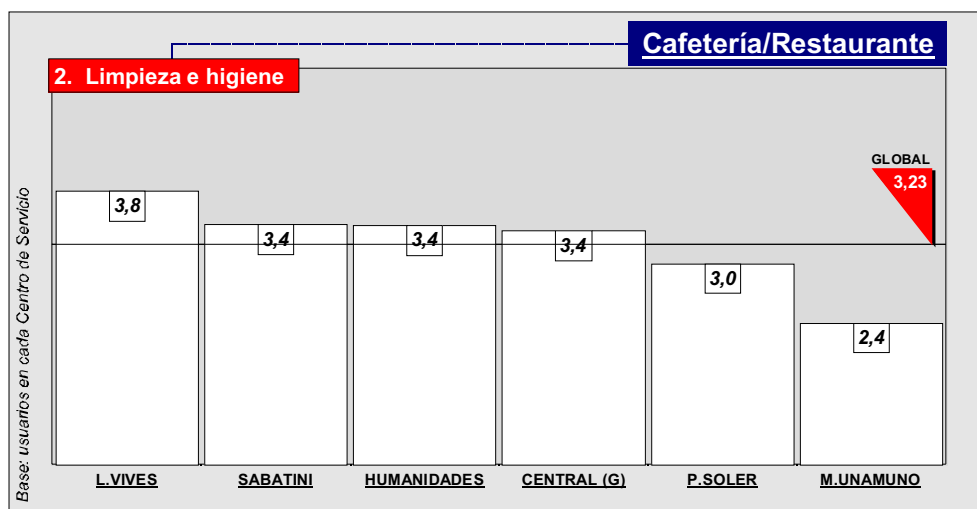 Cafetería/Restaurante
2. Limpieza e higiene
GLOBAL
3,23
3,8
3,4
3,4
3,4
3,0
2,4
Base: usuarios en cada Centro de Servicio
L.VIVES
SABATINI
HUMANIDADES
CENTRAL (G)
P.SOLER
M.UNAMUNO